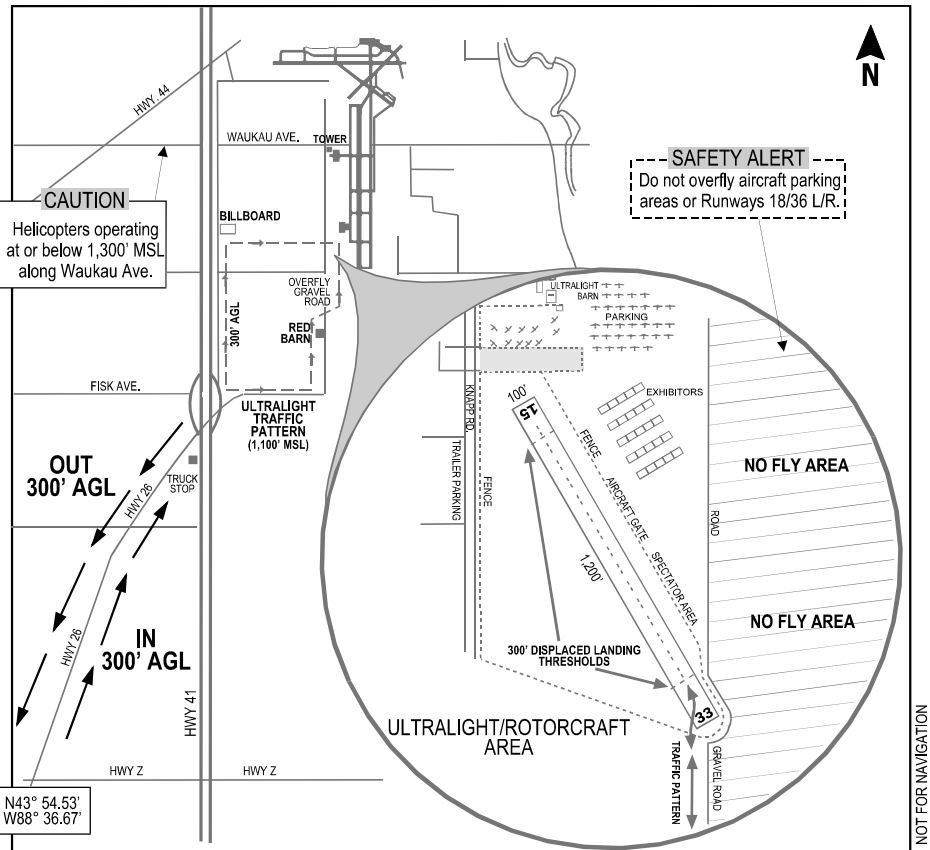 N
HWY. 44
WAUKAU AVE.
TOWER
SAFETY ALERT
Do not overfly aircraft parking
areas or Runways 18/36 L/R.
CAUTION
Helicopters operating
at or below 1,300' MSL
along Waukau Ave.
BILLBOARD
OVERFLY
GRAVEL
ROAD
300' AGL
RED
BARN
FISK AVE.
ULTRALIGHT
TRAFFIC
PATTERN
(1,100' MSL)
OUT
300' AGL
HWY 26
TRUCK
STOP
IN
300' AGL
HWY 26
HWY 41
HWY Z
HWY Z
N43° 54.53'
W88° 36.67'
ULTRALIGHT
BARN
PARKING
EXHIBITORS
100'
15
KNAPP RD.
TRAILER PARKING
FENCE
FENCE
AIRCRAFT GATE
SPECTATOR AREA
1,200'
ROAD
NO FLY AREA
NO FLY AREA
300' DISPLACED LANDING
THRESHOLDS
33
ULTRALIGHT/ROTORCRAFT
AREA
TRAFFIC PATTERN
GRAVEL ROAD
NOT FOR NAVIGATION